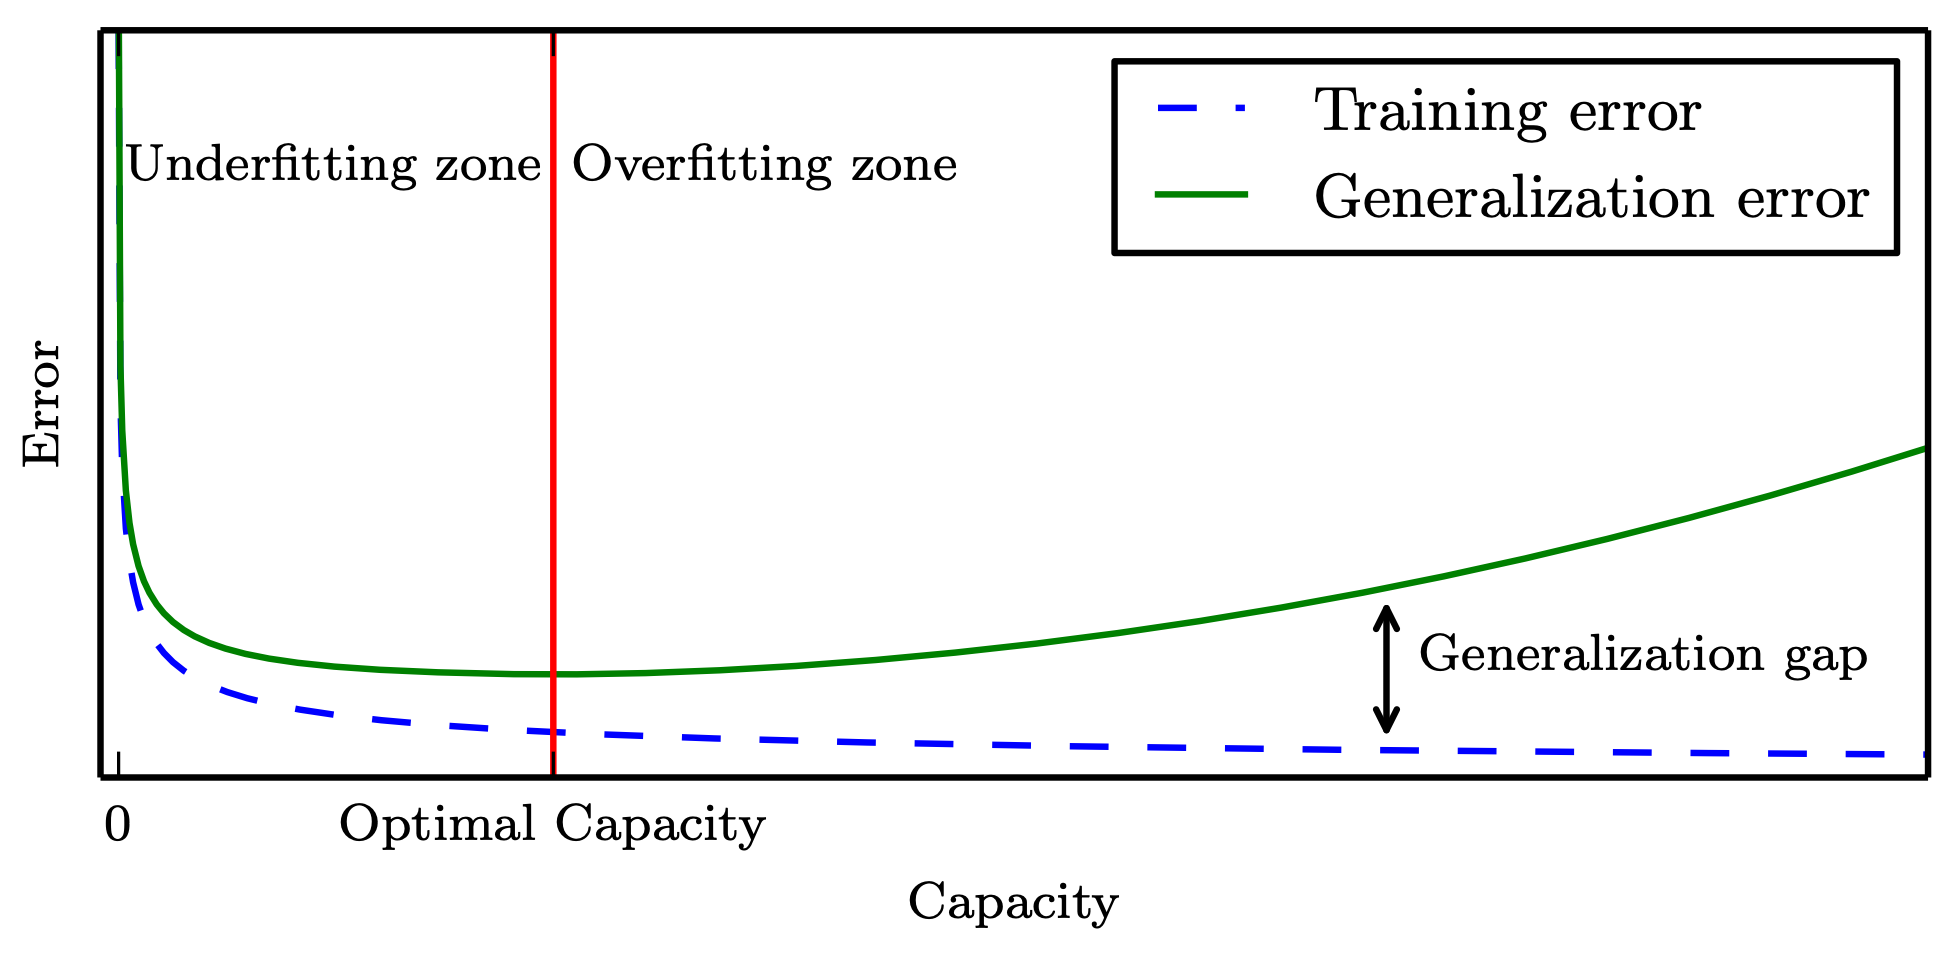 Training error
Underfitting zone
Overfitting zone
Generalization error
Error
Generalization gap
0
Optimal Capacity
Capacity